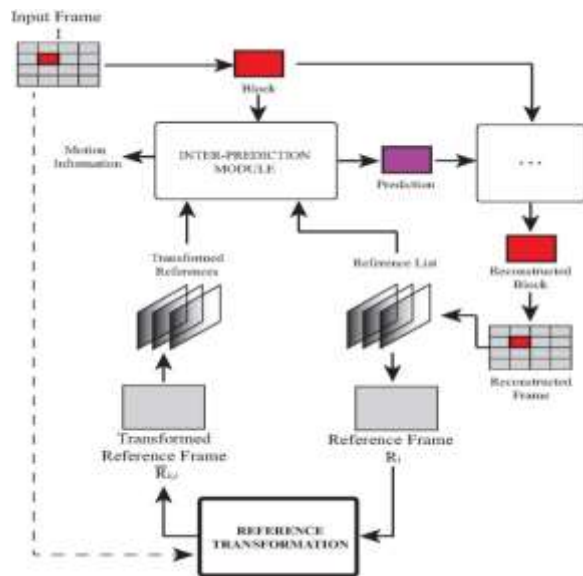 Input Frame
I
Block
Motion
Information
INTER-PREDICTION
MODULE
Prediction
...
Transformed
References
Reference List
Reconstructed
Block
Reconstructed
Frame
Transformed
Reference Frame
Reference Frame
R₁
REFERENCE
TRANSFORMATION